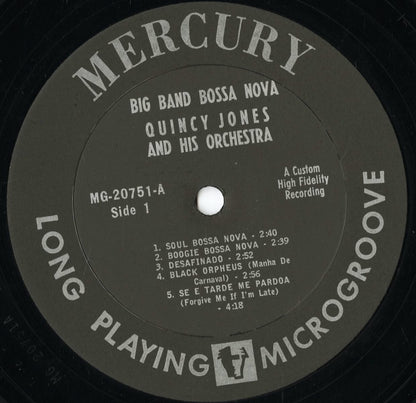 MERCURY
BIG BAND BOSSA NOVA
QUINCY JONES
AND HIS ORCHESTRA
MG-20751-A
Side 1
A Custom
High Fidelity
Recording
1. SOUL BOSSA NOVA - 2:40
2. BOOGIE BOSSA NOVA - 2:39
3. DESAFINADO - 2:52
4. BLACK ORPHEUS (Manha De
Carnaval) - 2:56
5. SE E TARDE ME PARDOA
(Forgive Me If I'm Late)
- 4:18
LONG PLAYING MICROGROOVE
MG 20751A